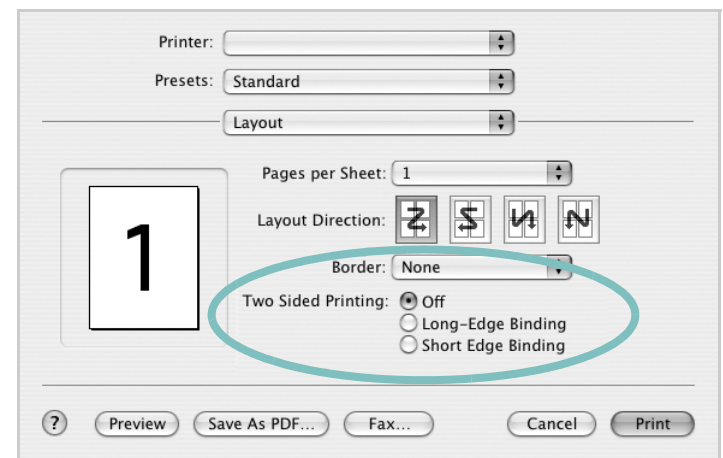 Printer:
Presets: Standard
Layout
Pages per Sheet: 1
Layout Direction:
1
Border: None
Two Sided Printing: Off
Long-Edge Binding
Short Edge Binding
? Preview Save As PDF... Fax... Cancel Print